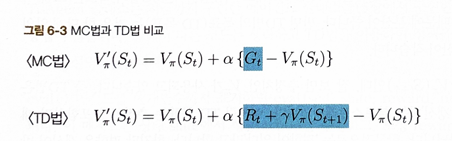 그림 6-3 MC법과 TD법 비교
〈MC법〉 V′π(St) = Vπ(St) + α{Gt − Vπ(St)}
〈TD법〉 V′π(St) = Vπ(St) + α{Rt + γVπ(St+1) − Vπ(St)}